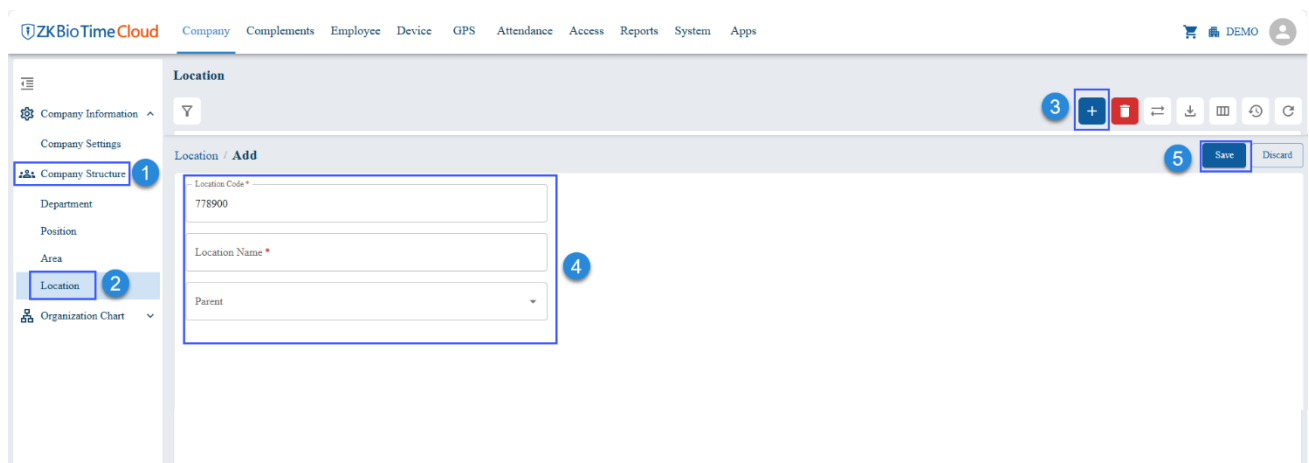 ZKBioTime Cloud Company Complements Employee Device GPS Attendance Access Reports System Apps DEMO
Location
3
Company Information
Company Settings
Location / Add
5 Save Discard
Company Structure 1
Location Code *
778900
Department
Position
Location Name *
Area
4
Location 2
Parent
Organization Chart